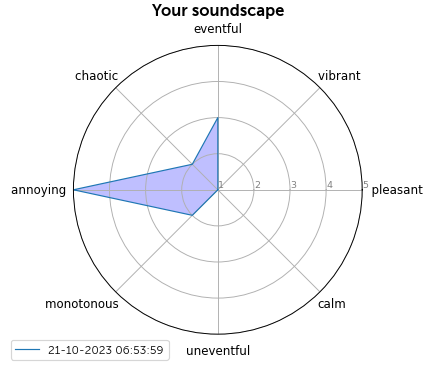 Your soundscape
eventful
chaotic
vibrant
annoying
1 2 3 4 5
pleasant
monotonous
calm
21-10-2023 06:53:59
uneventful